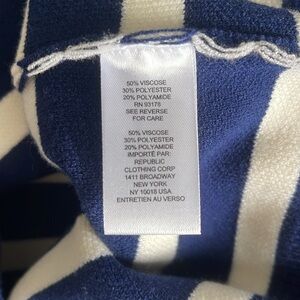 50% VISCOSE
30% POLYESTER
20% POLYAMIDE
RN 93176
SEE REVERSE
FOR CARE
50% VISCOSE
30% POLYESTER
20% POLYAMIDE
IMPORTÉ PAR:
REPUBLIC
CLOTHING CORP
1411 BROADWAY
NEW YORK
NY 10018 USA
ENTRETIEN AU VERSO